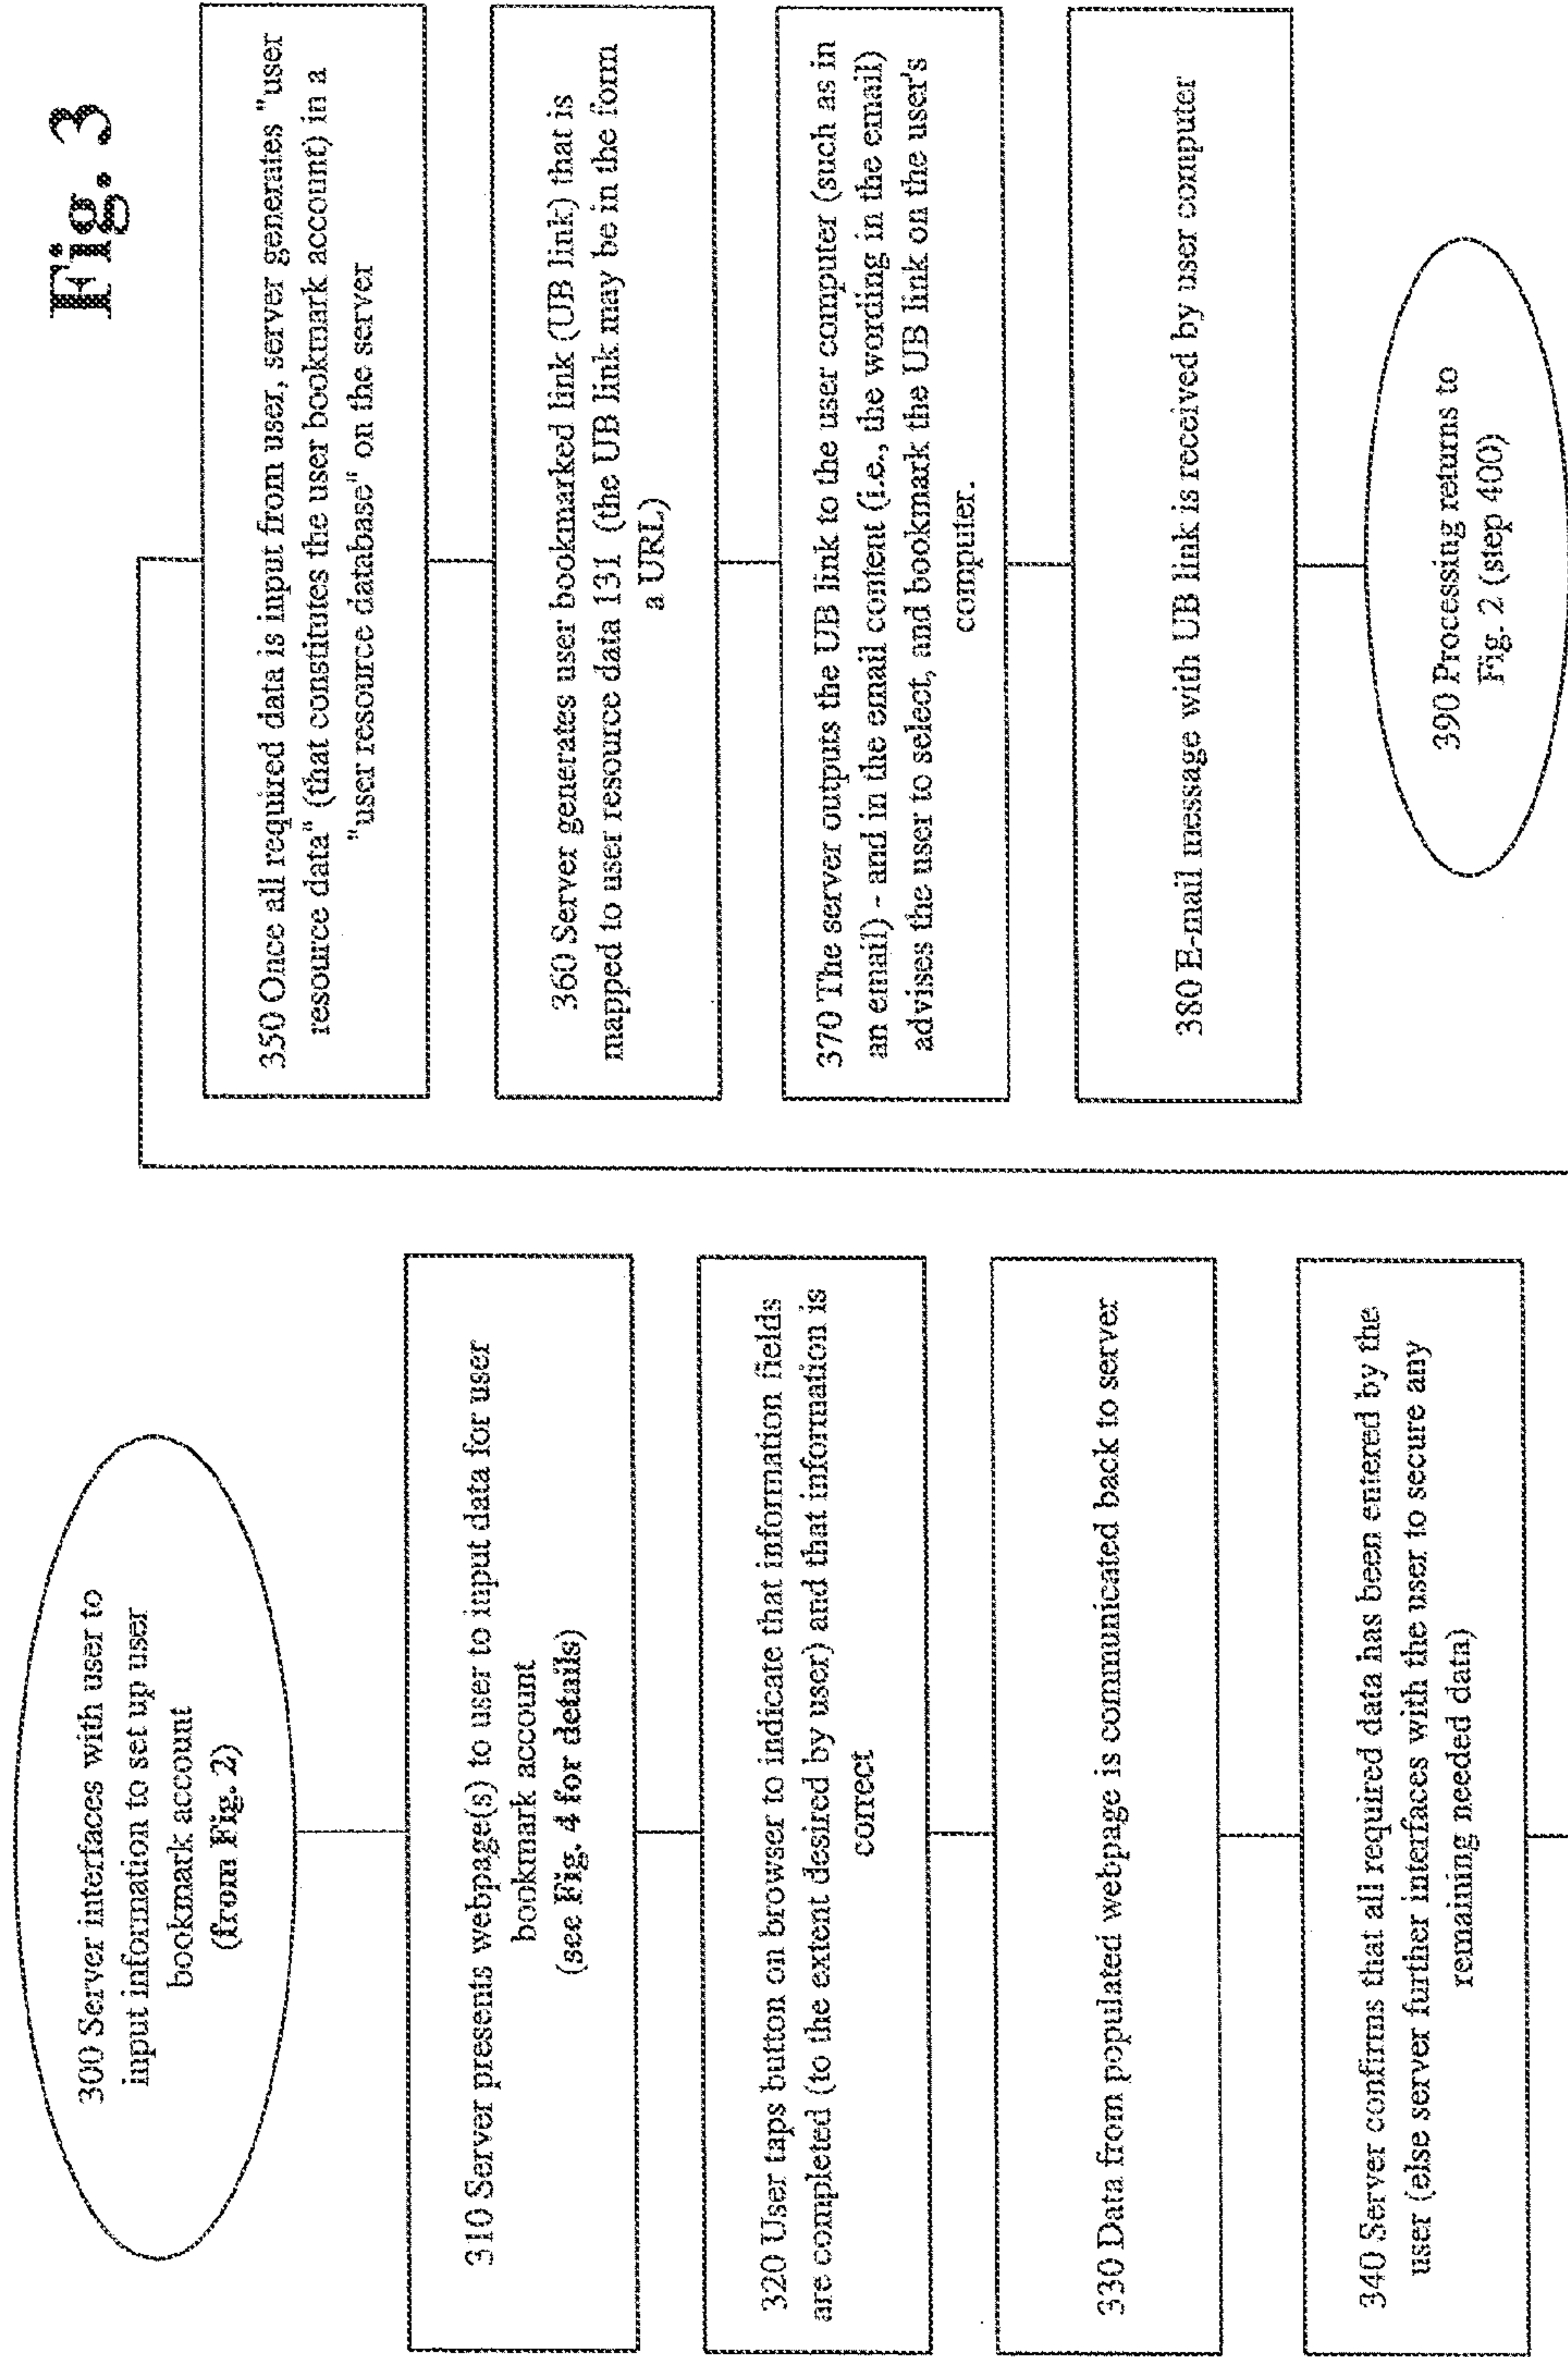 Fig. 3
300 Server interfaces with user to
input information to set up user
bookmark account
(from Fig. 2)
310 Server presents webpage(s) to user to input data for user
bookmark account
(see Fig. 4 for details)
320 User taps button on browser to indicate that information fields
are completed (to the extent desired by user) and that information is
correct
330 Data from populated webpage is communicated back to server
340 Server confirms that all required data has been entered by the
user (else server further interfaces with the user to secure any
remaining needed data)
350 Once all required data is input from user, server generates "user
resource data" (that constitutes the user bookmark account) in a
"user resource database" on the server
360 Server generates user bookmarked link (UB link) that is
mapped to user resource data 131 (the UB link may be in the form
a URL)
370 The server outputs the UB link to the user computer (such as in
an email) - and in the email content (i.e., the wording in the email)
advises the user to select, and bookmark the UB link on the user's
computer.
380 E-mail message with UB link is received by user computer
390 Processing returns to
Fig. 2 (step 400)